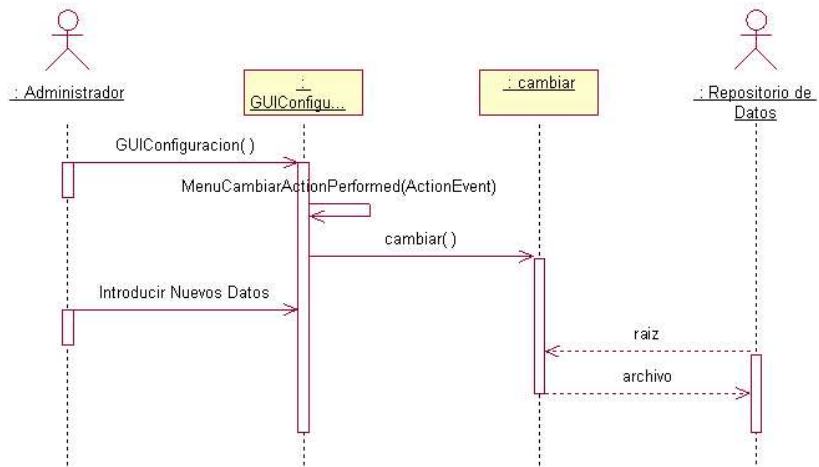 : Administrador
:
GUIConfigu...
: cambiar
: Repositorio de
Datos
GUIConfiguracion( )
MenuCambiarActionPerformed(ActionEvent)
cambiar( )
Introducir Nuevos Datos
raiz
archivo